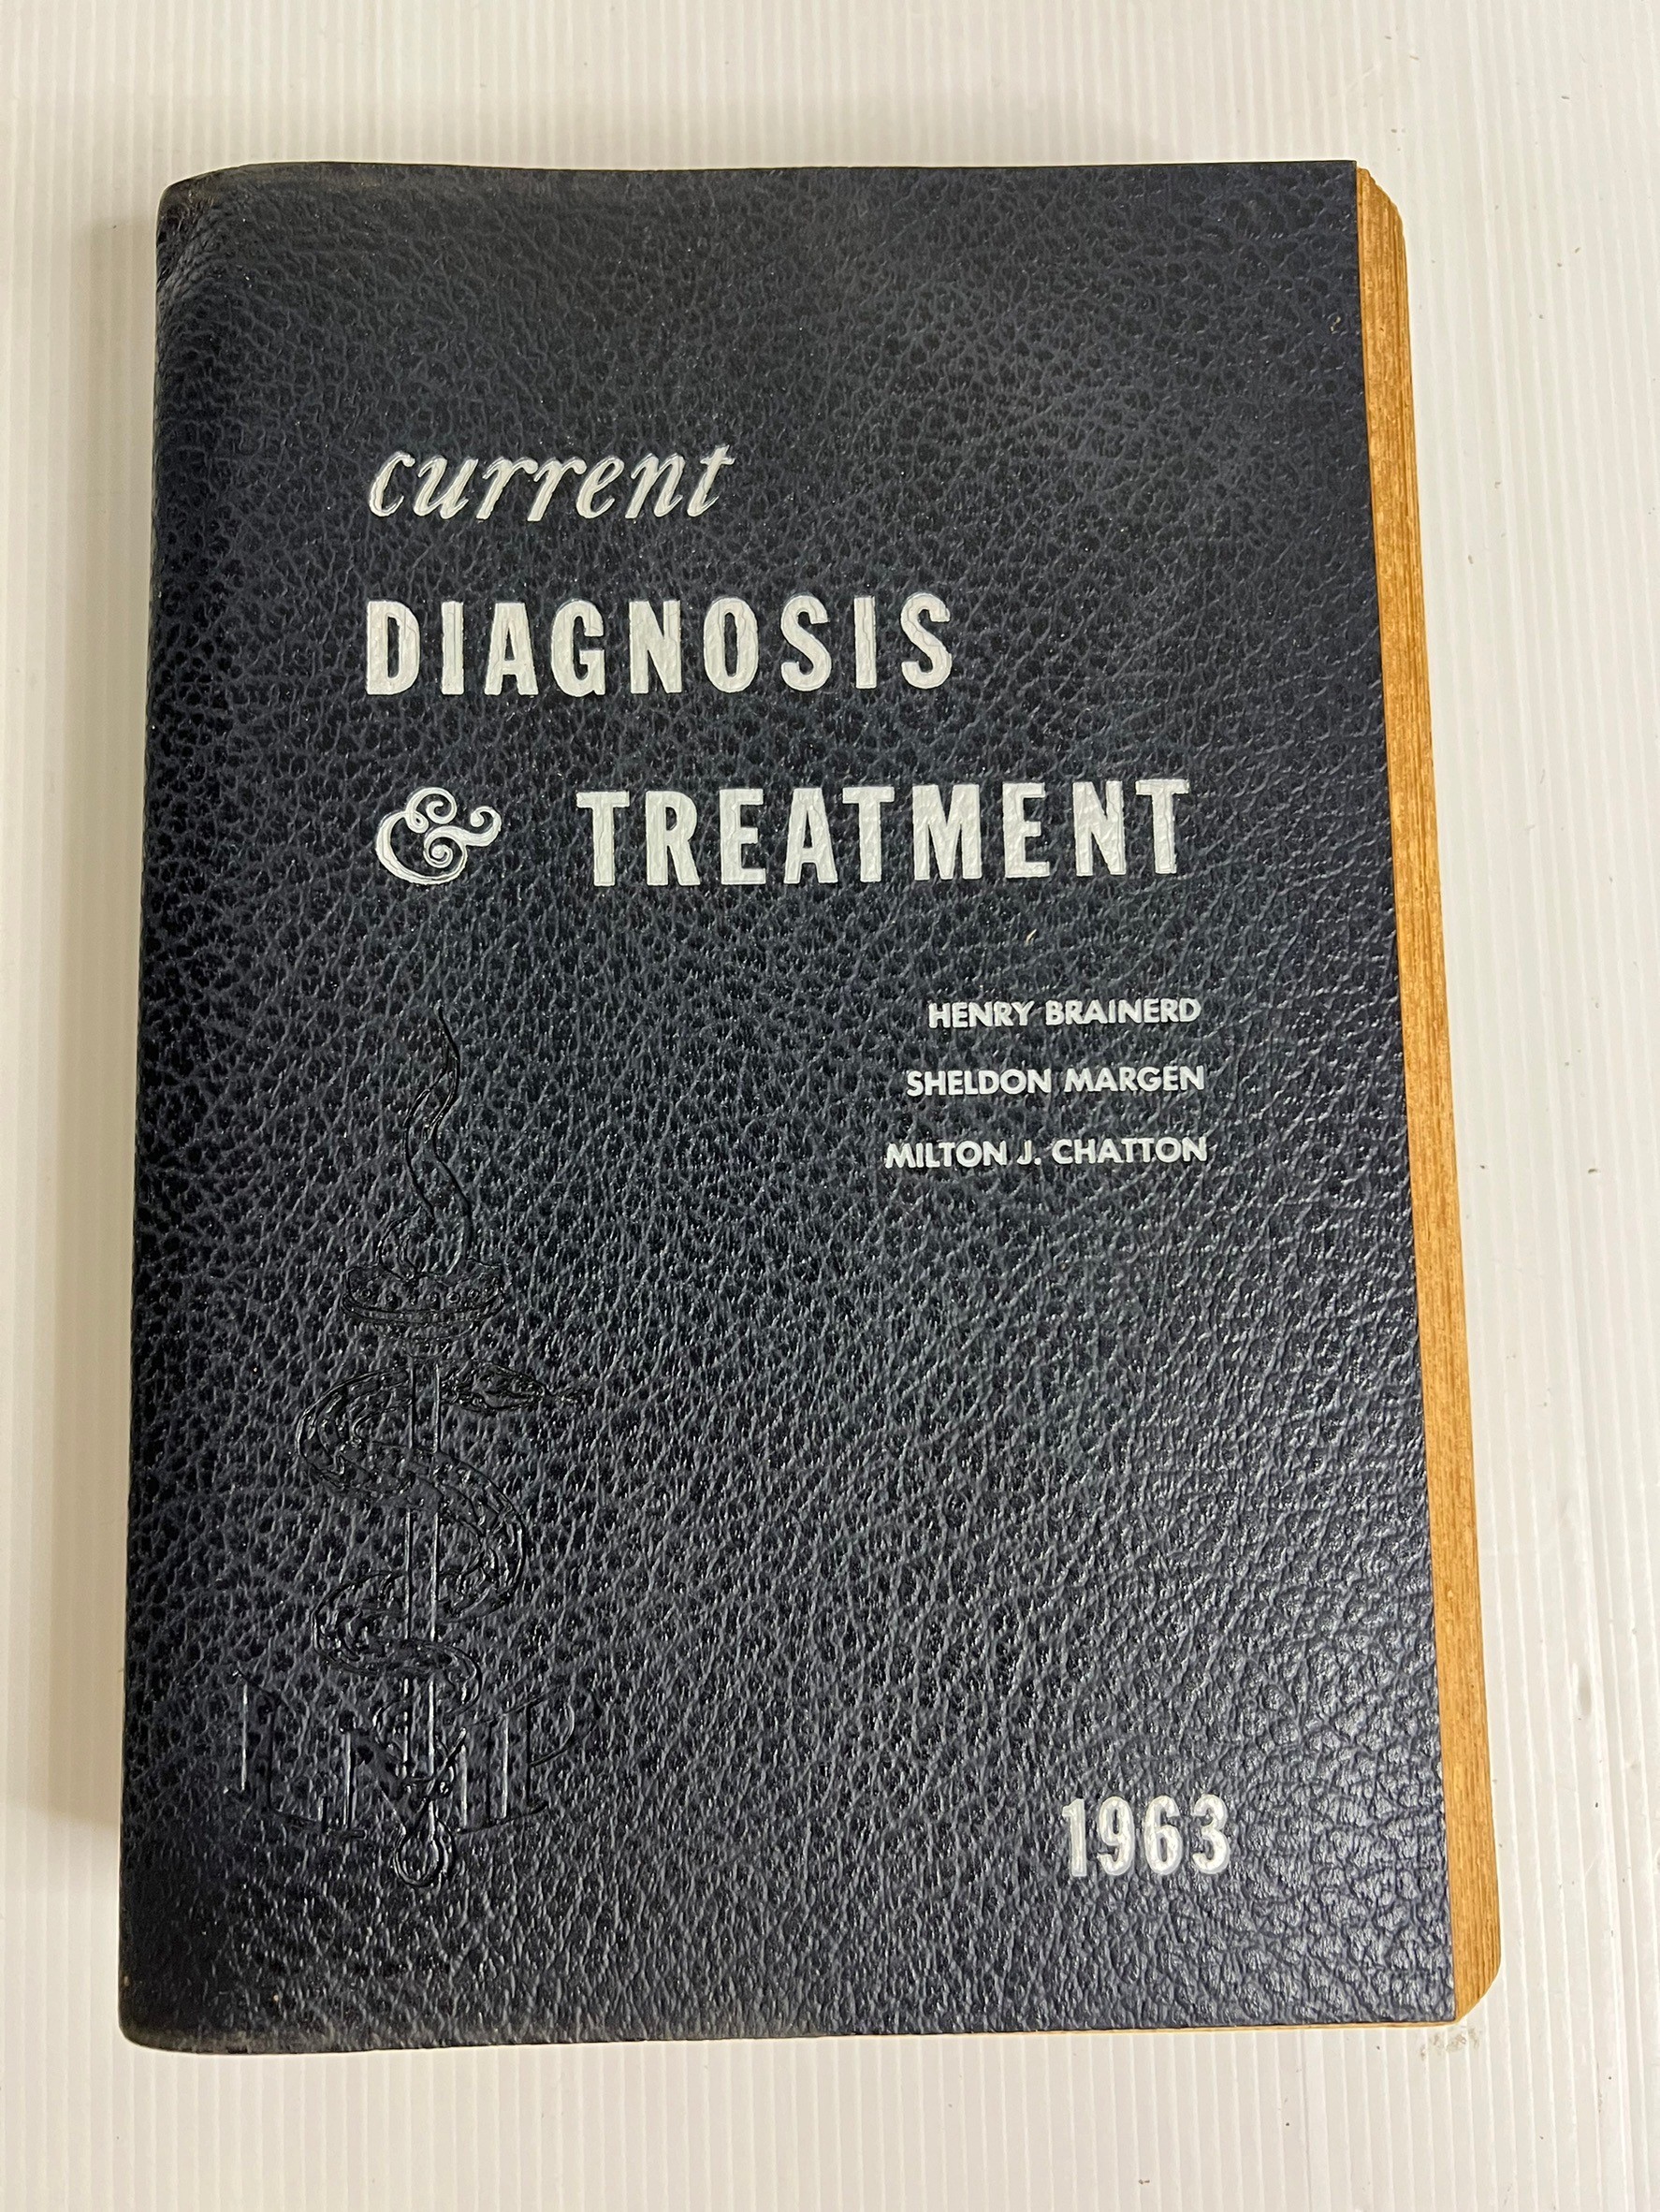 current
DIAGNOSIS
& TREATMENT
HENRY BRAINERD
SHELDON MARGEN
MILTON J. CHATTON
LMP
1963